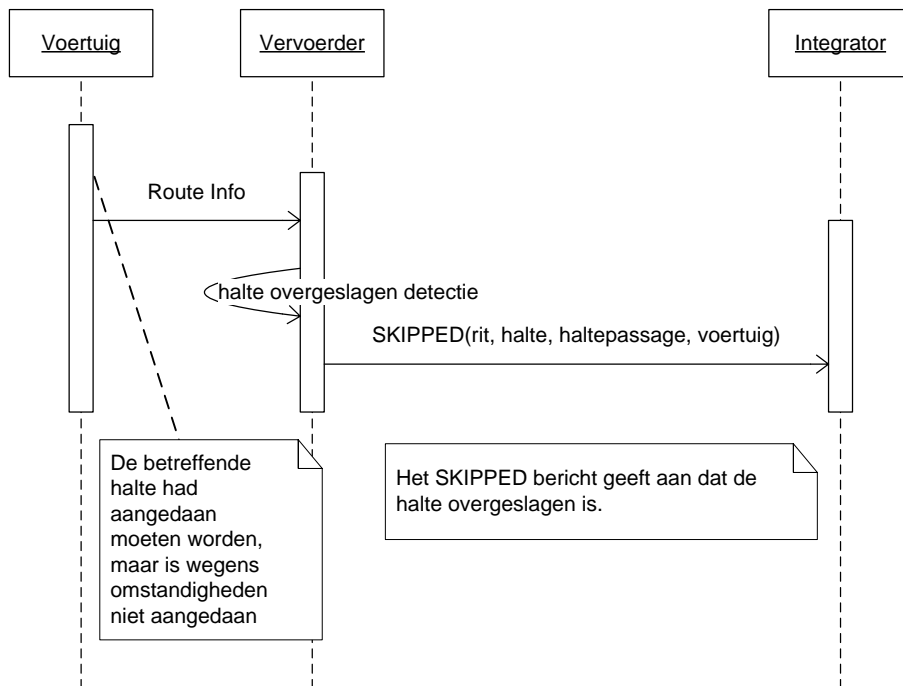 Voertuig
Vervoerder
Integrator
Route Info
halte overgeslagen detectie
SKIPPED(rit, halte, haltepassage, voertuig)
De betreffende
halte had
aangedaan
moeten worden,
maar is wegens
omstandigheden
niet aangedaan
Het SKIPPED bericht geeft aan dat de
halte overgeslagen is.